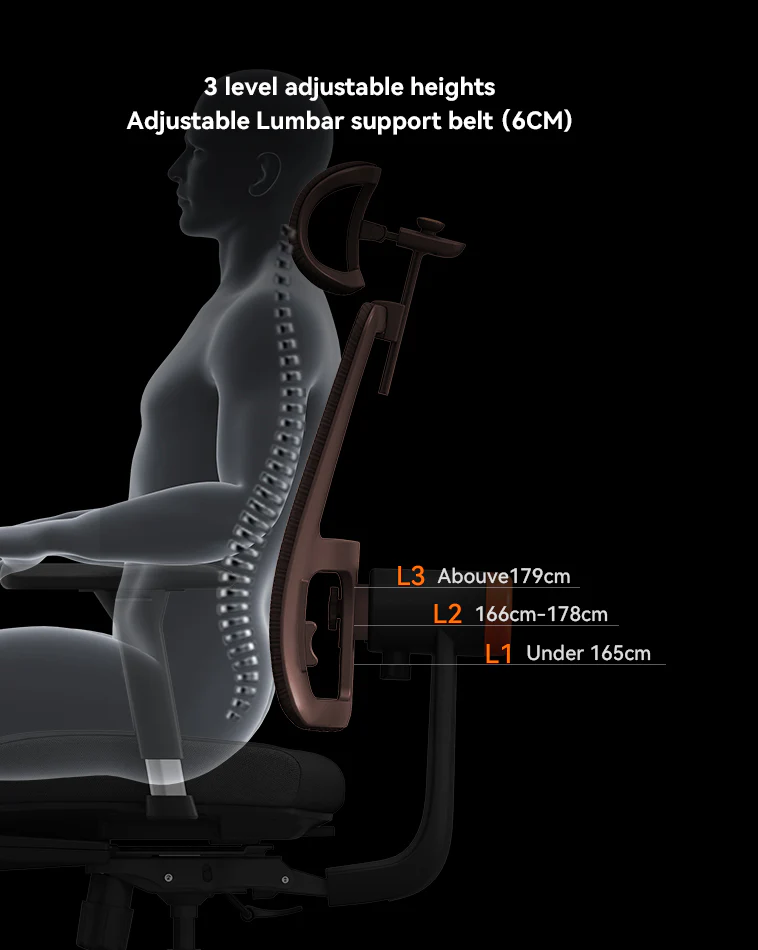 3 level adjustable heights
Adjustable Lumbar support belt (6CM)
L3 Abouve179cm
L2 166cm-178cm
L1 Under 165cm